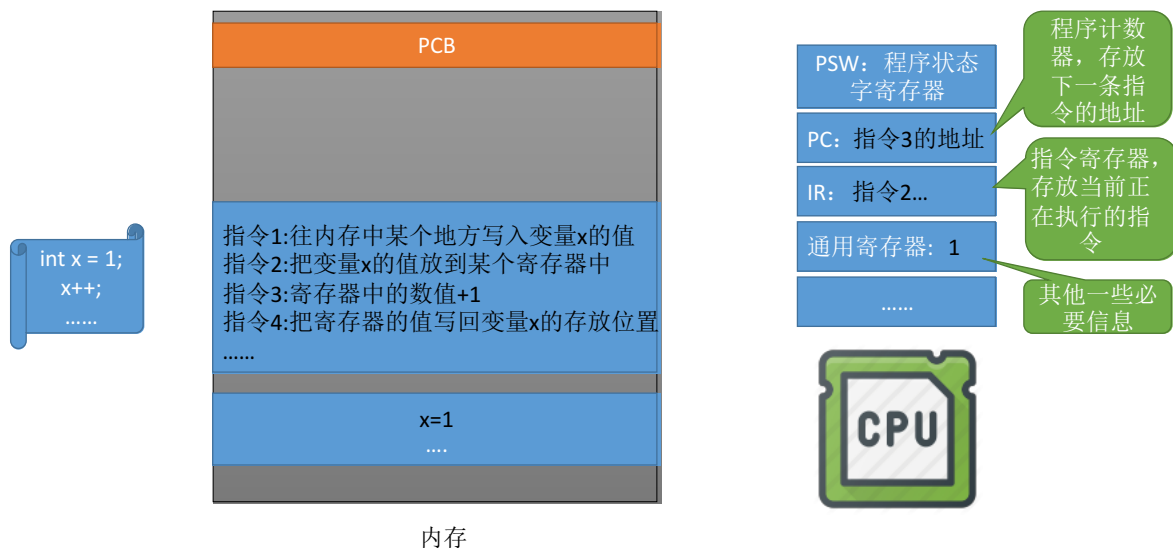 int x = 1;
x++;
……
PCB
指令1:往内存中某个地方写入变量x的值
指令2:把变量x的值放到某个寄存器中
指令3:寄存器中的数值+1
指令4:把寄存器的值写回变量x的存放位置
……
x=1
….
内存
PSW：程序状态
字寄存器
PC：指令3的地址
IR： 指令2…
通用寄存器: 1
……
程序计数
器，存放
下一条指
令的地址
指令寄存器，
存放当前正
在执行的指
令
其他一些必
要信息
CPU